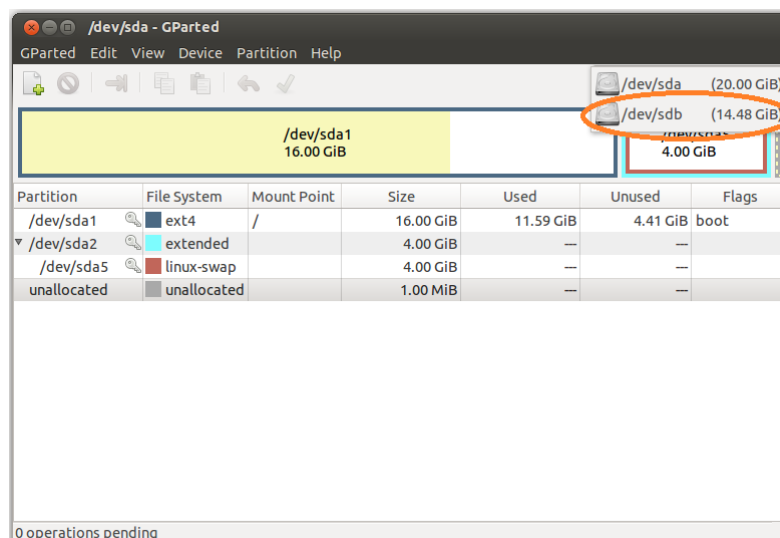 /dev/sda - GParted
GParted Edit View Device Partition Help
/dev/sda (20.00 GiB)
/dev/sdb (14.48 GiB)
/dev/sda1
16.00 GiB
/dev/sda5
4.00 GiB
Partition File System Mount Point Size Used Unused Flags
/dev/sda1 ext4 / 16.00 GiB 11.59 GiB 4.41 GiB boot
/dev/sda2 extended 4.00 GiB --- ---
/dev/sda5 linux-swap 4.00 GiB --- ---
unallocated unallocated 1.00 MiB --- ---
0 operations pending